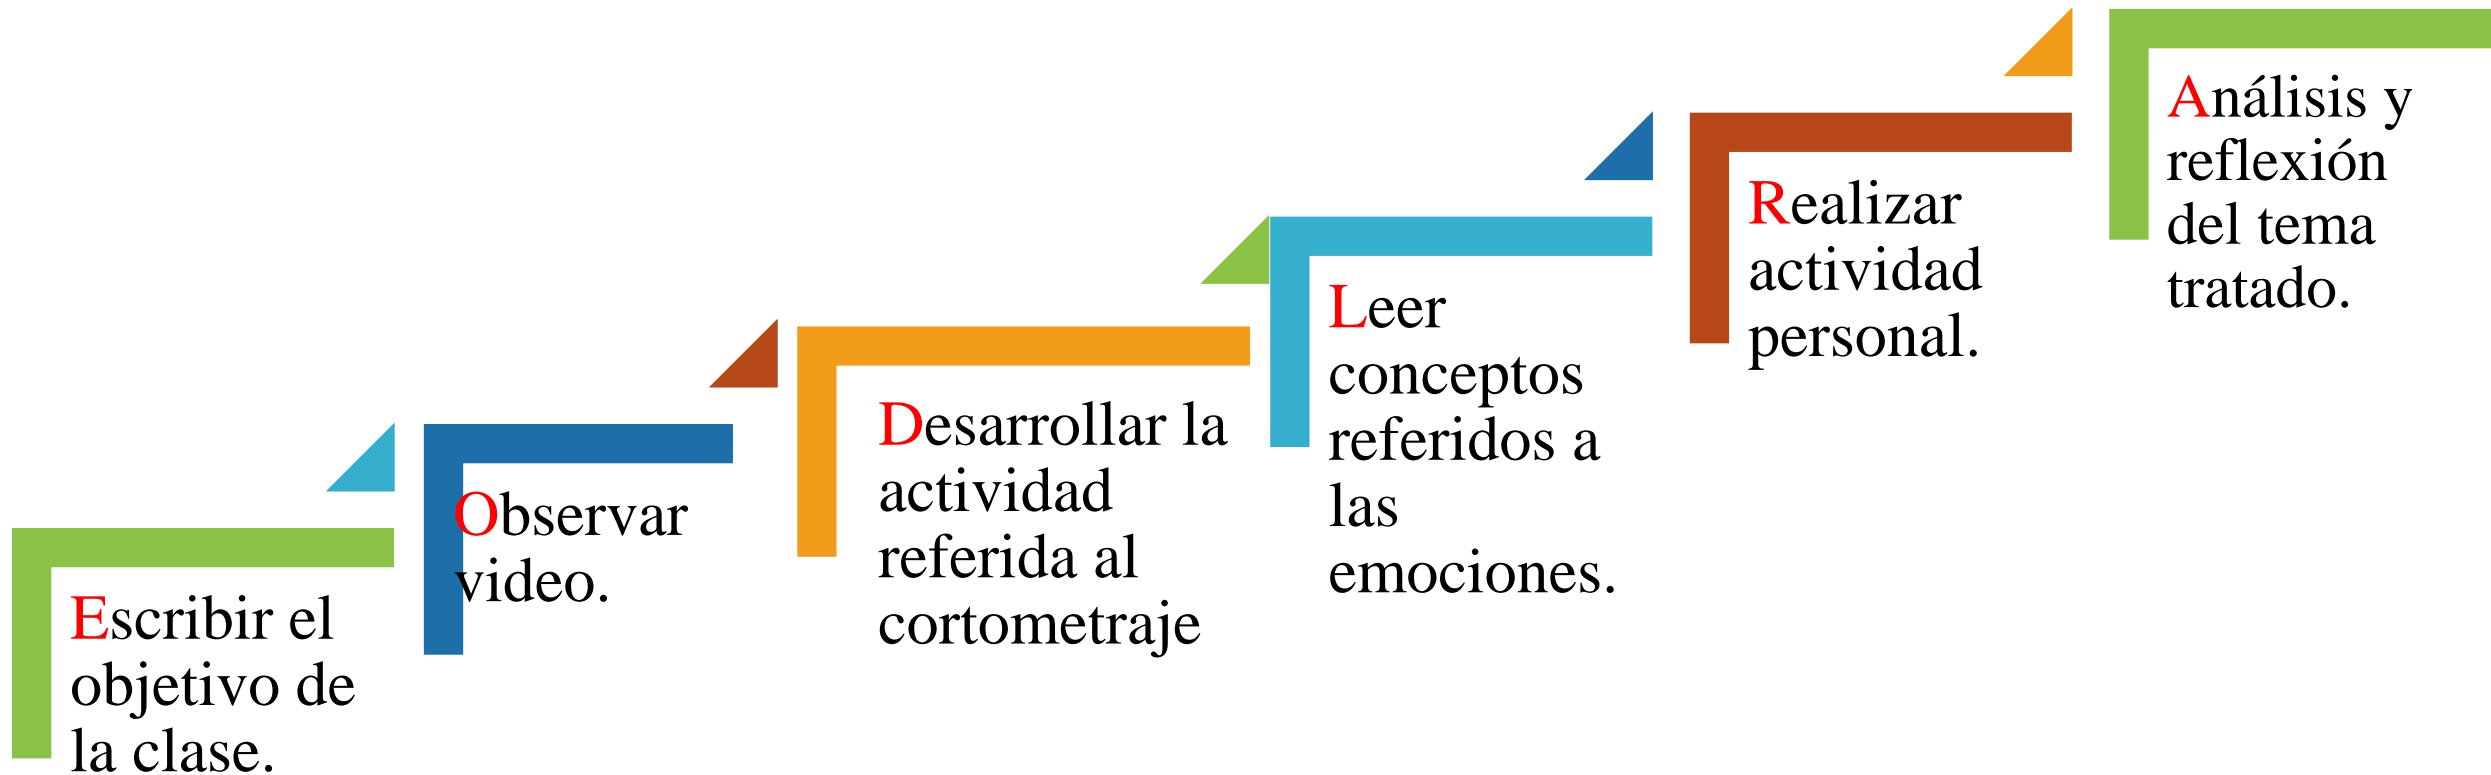 Escribir el
objetivo de
la clase.
Observar
video.
Desarrollar la
actividad
referida al
cortometraje
Leer
conceptos
referidos a
las
emociones.
Realizar
actividad
personal.
Análisis y
reflexión
del tema
tratado.